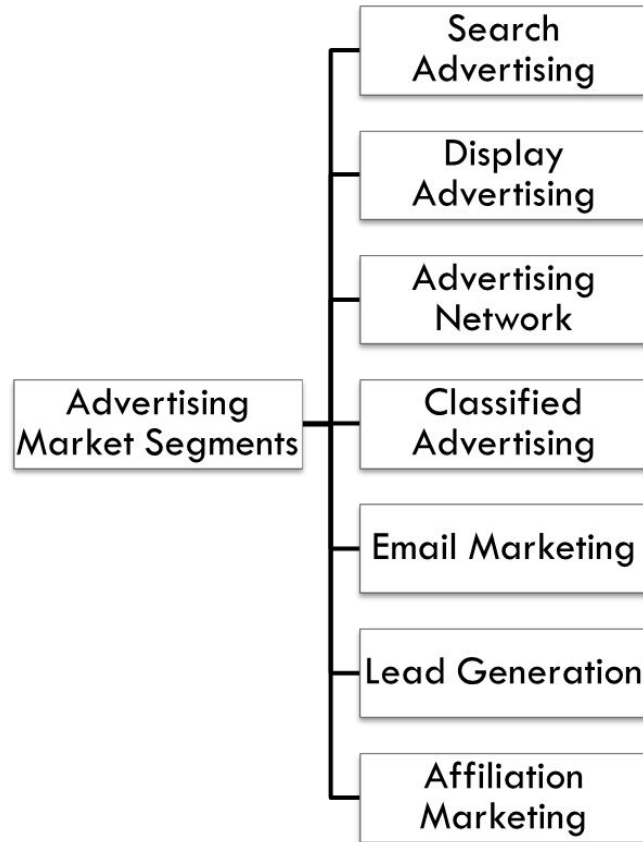 Search
Advertising
Display
Advertising
Advertising
Network
Advertising
Market Segments
Classified
Advertising
Email Marketing
Lead Generation
Affiliation
Marketing